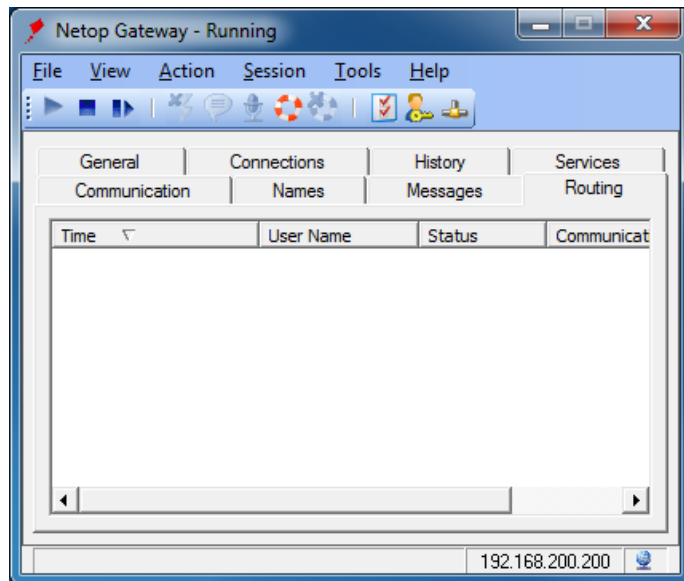 Netop Gateway - Running
File View Action Session Tools Help
General Connections History Services
Communication Names Messages Routing
Time User Name Status Communicat
192.168.200.200